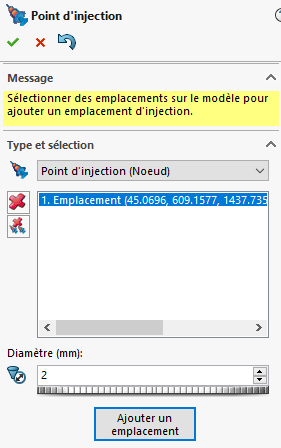 Point d'injection
Message
Sélectionner des emplacements sur le modèle pour
ajouter un emplacement d'injection.
Type et sélection
Point d'injection (Noeud)
1. Emplacement (45.0696, 609.1577, 1437.735
Diamètre (mm):
2
Ajouter un
emplacement